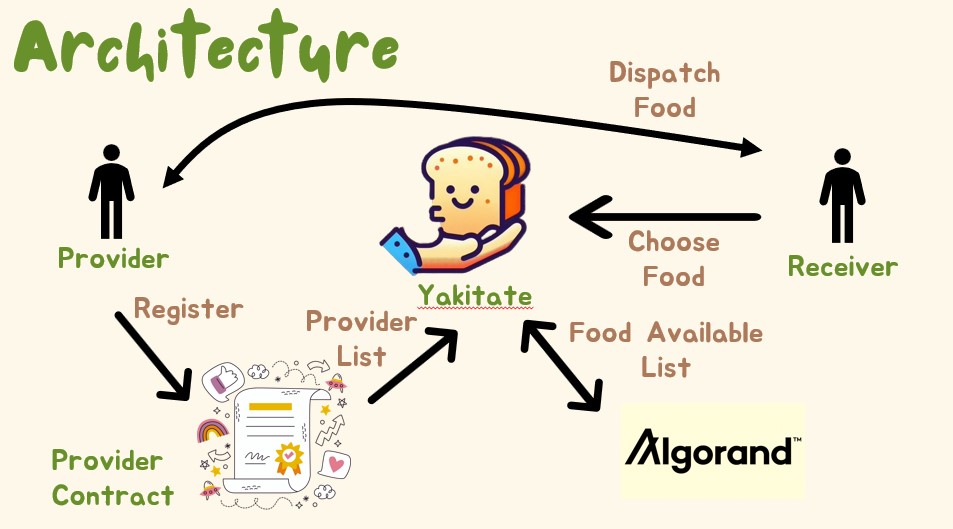 Architecture
Dispatch
Food
Provider
Choose
Food
Receiver
Yakitate
Register
Provider
List
Food Available
List
Provider
Contract
Algorand™